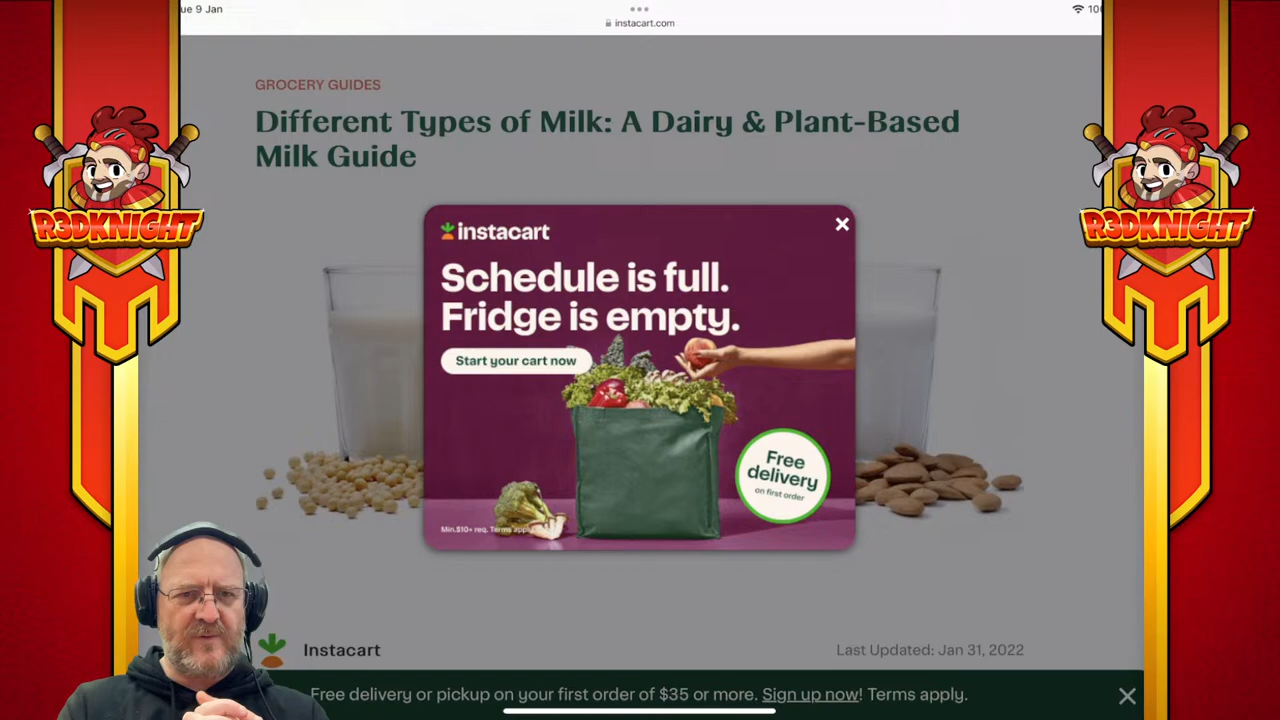 ue 9 Jan
instacart.com
10
GROCERY GUIDES
Different Types of Milk: A Dairy & Plant-Based
Milk Guide
R3DKNIGHT
R3DKNIGHT
instacart
Schedule is full.
Fridge is empty.
Start your cart now
Free
delivery
on first order
Min.$10+ req. Terms appl
Instacart
Last Updated: Jan 31, 2022
Free delivery or pickup on your first order of $35 or more. Sign up now! Terms apply.